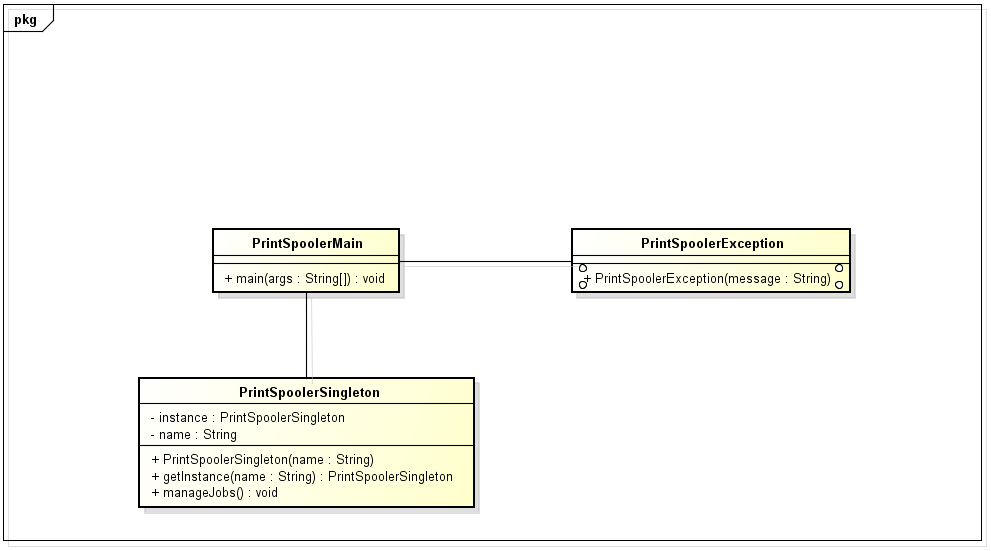 pkg
PrintSpoolerMain
+ main(args : String[]) : void
PrintSpoolerException
+ PrintSpoolerException(message : String)
PrintSpoolerSingleton
- instance : PrintSpoolerSingleton
- name : String
+ PrintSpoolerSingleton(name : String)
+ getInstance(name : String) : PrintSpoolerSingleton
+ manageJobs() : void